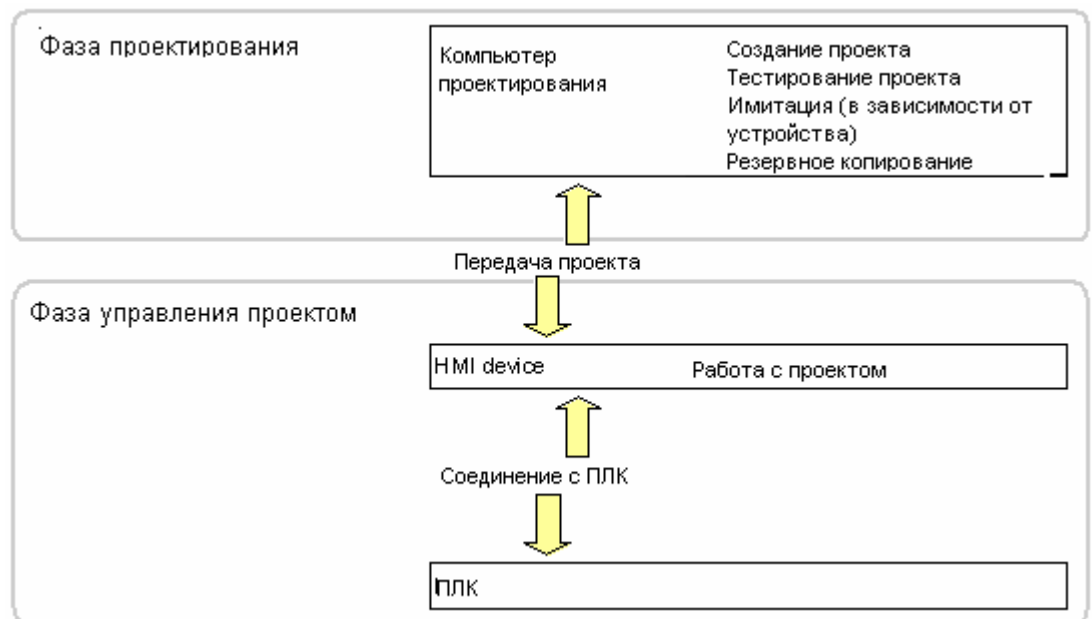 Фаза проектирования
Компьютер
проектирования
Создание проекта
Тестирование проекта
Имитация (в зависимости от
устройства)
Резервное копирование
Передача проекта
Фаза управления проектом
HMI device
Работа с проектом
Соединение с ПЛК
ПЛК